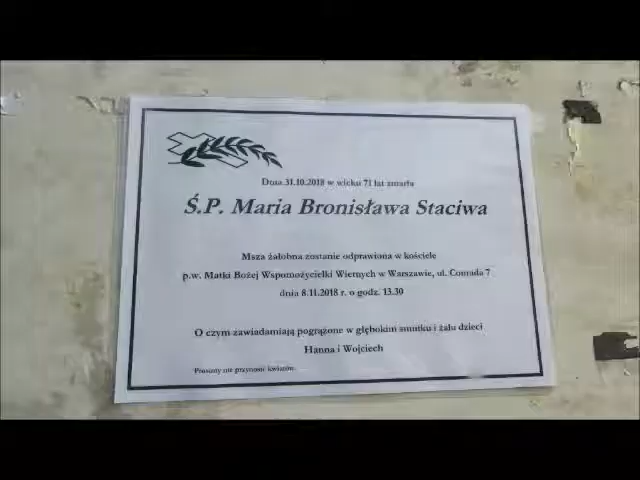 Dnia 31.10.2018 w wieku 71 lat zmarła
Ś.P. Maria Bronisława Staciwa
Msza żałobna zostanie odprawiona w kościele
p.w. Matki Bożej Wspomożycielki Wiernych w Warszawie, ul. Conrada 7
dnia 8.11.2018 r. o godz. 13.30
O czym zawiadamiają pogrążone w głębokim smutku i żalu dzieci
Hanna i Wojciech
Prosimy nie przynosić kwiatów.